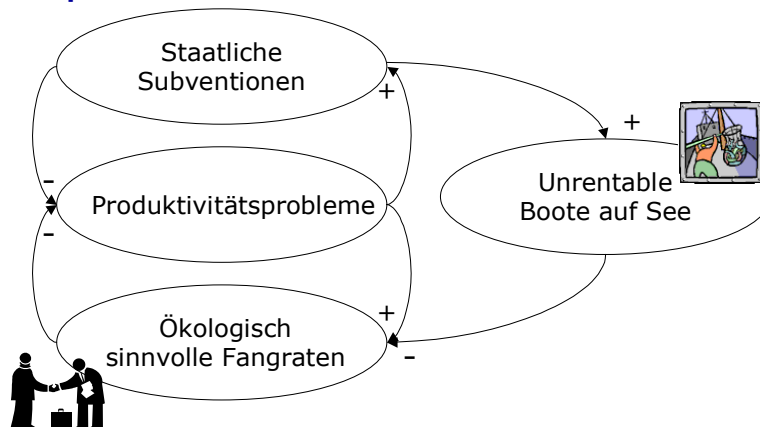 Staatliche
Subventionen
+
+
-
-
Produktivitätsprobleme
Unrentable
Boote auf See
+
-
Ökologisch
sinnvolle Fangraten